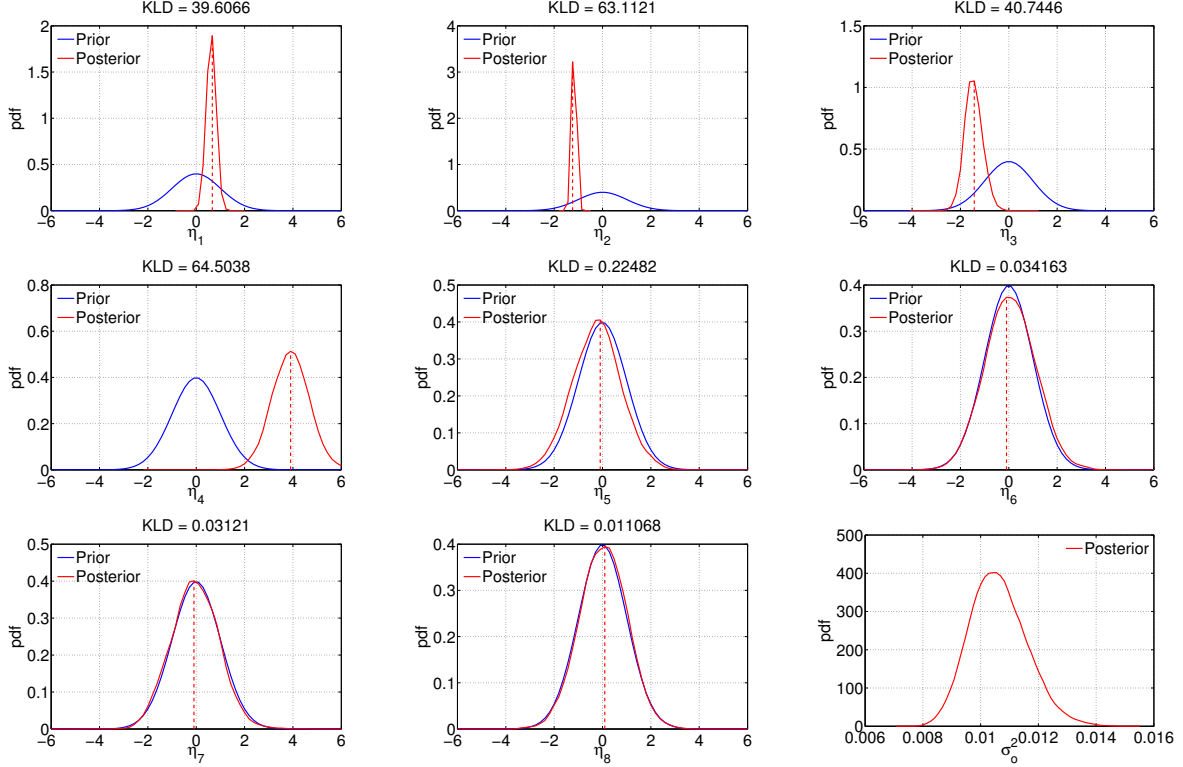 KLD = 39.6066
2
1.5
1
0.5
0
pdf
Prior
Posterior
−6 −4 −2 0 2 4 6
η1
KLD = 63.1121
4
3
2
1
0
pdf
Prior
Posterior
−6 −4 −2 0 2 4 6
η2
KLD = 40.7446
1.5
1
0.5
0
pdf
Prior
Posterior
−6 −4 −2 0 2 4 6
η3
KLD = 64.5038
0.8
0.6
0.4
0.2
0
pdf
Prior
Posterior
−6 −4 −2 0 2 4 6
η4
KLD = 0.22482
0.5
0.4
0.3
0.2
0.1
0
pdf
Prior
Posterior
−6 −4 −2 0 2 4 6
η5
KLD = 0.034163
0.4
0.3
0.2
0.1
0
pdf
Prior
Posterior
−6 −4 −2 0 2 4 6
η6
KLD = 0.03121
0.5
0.4
0.3
0.2
0.1
0
pdf
Prior
Posterior
−6 −4 −2 0 2 4 6
η7
KLD = 0.011068
0.4
0.3
0.2
0.1
0
pdf
Prior
Posterior
−6 −4 −2 0 2 4 6
η8
500
400
300
200
100
0
pdf
Posterior
0.006 0.008 0.01 0.012 0.014 0.016
σo2